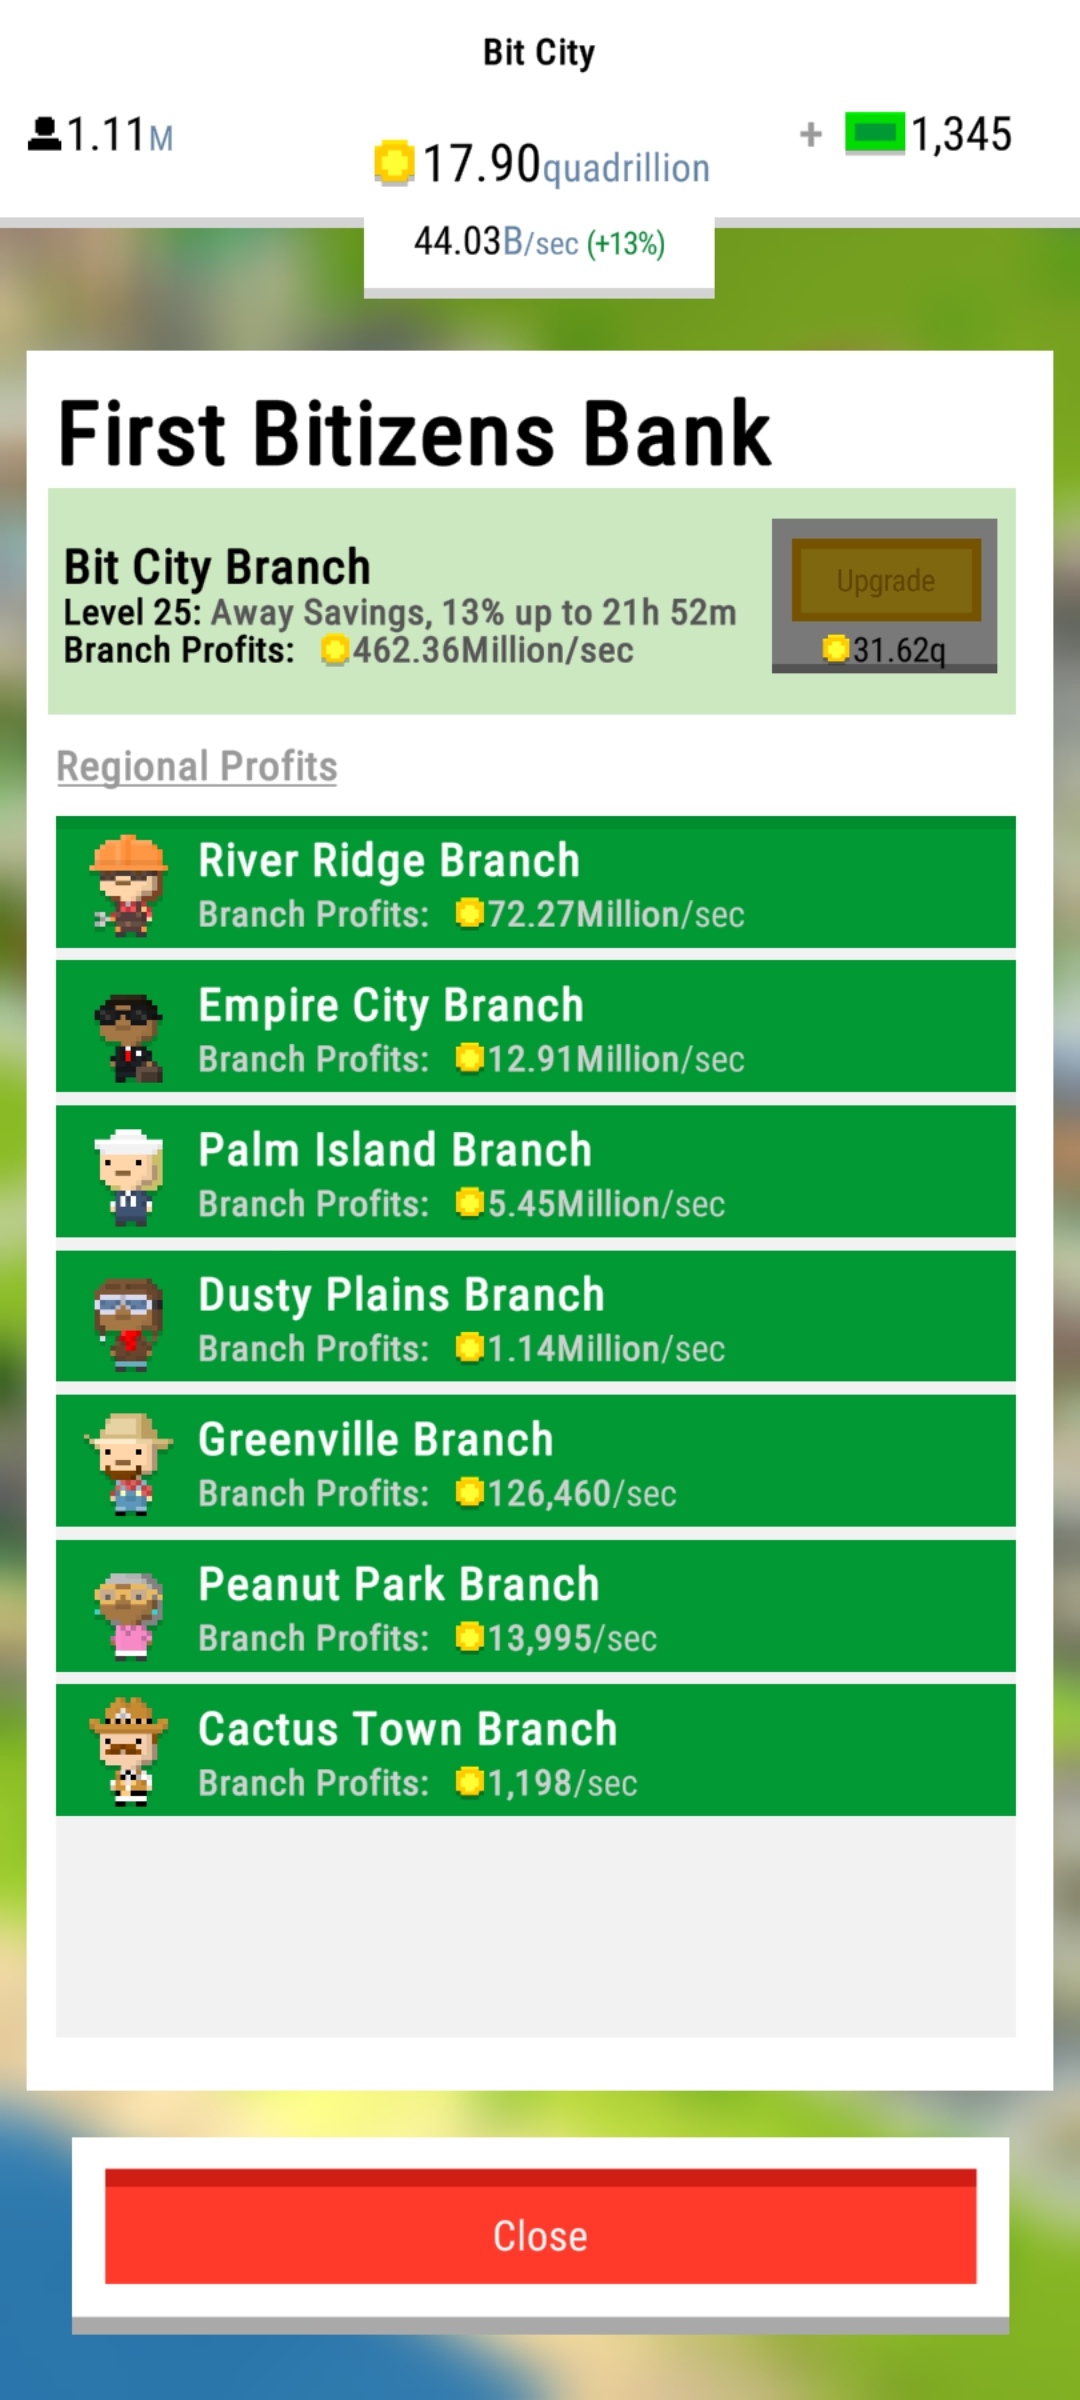 Bit City
1.11M
17.90quadrillion
+ 1,345
44.03B/sec (+13%)
First Bitizens Bank
Bit City Branch
Level 25: Away Savings, 13% up to 21h 52m
Branch Profits: 462.36Million/sec
Upgrade
31.62q
Regional Profits
River Ridge Branch
Branch Profits: 72.27Million/sec
Empire City Branch
Branch Profits: 12.91Million/sec
Palm Island Branch
Branch Profits: 5.45Million/sec
Dusty Plains Branch
Branch Profits: 1.14Million/sec
Greenville Branch
Branch Profits: 126,460/sec
Peanut Park Branch
Branch Profits: 13,995/sec
Cactus Town Branch
Branch Profits: 1,198/sec
Close